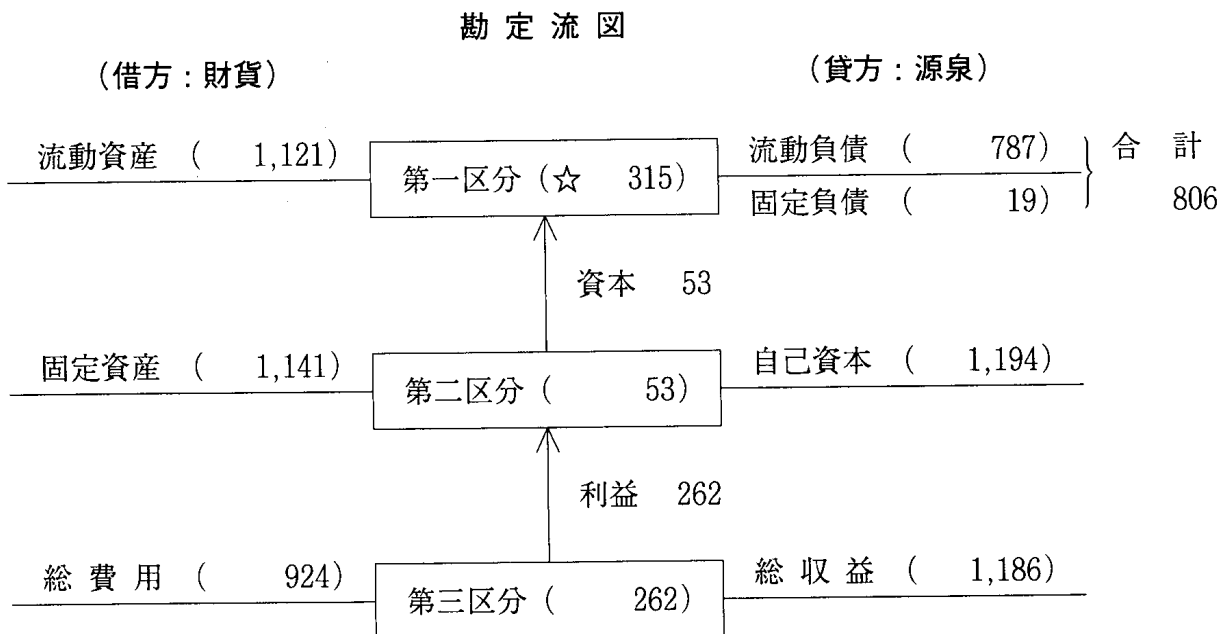 勘定流図
(借方:財貨) (貸方:源泉)
流動資産 ( 1,121) 第一区分 (☆ 315) 流動負債 ( 787) 合計
固定負債 ( 19) 806
資本 53
固定資産 ( 1,141) 第二区分 ( 53) 自己資本 ( 1,194)
利益 262
総費用 ( 924) 第三区分 ( 262) 総収益 ( 1,186)